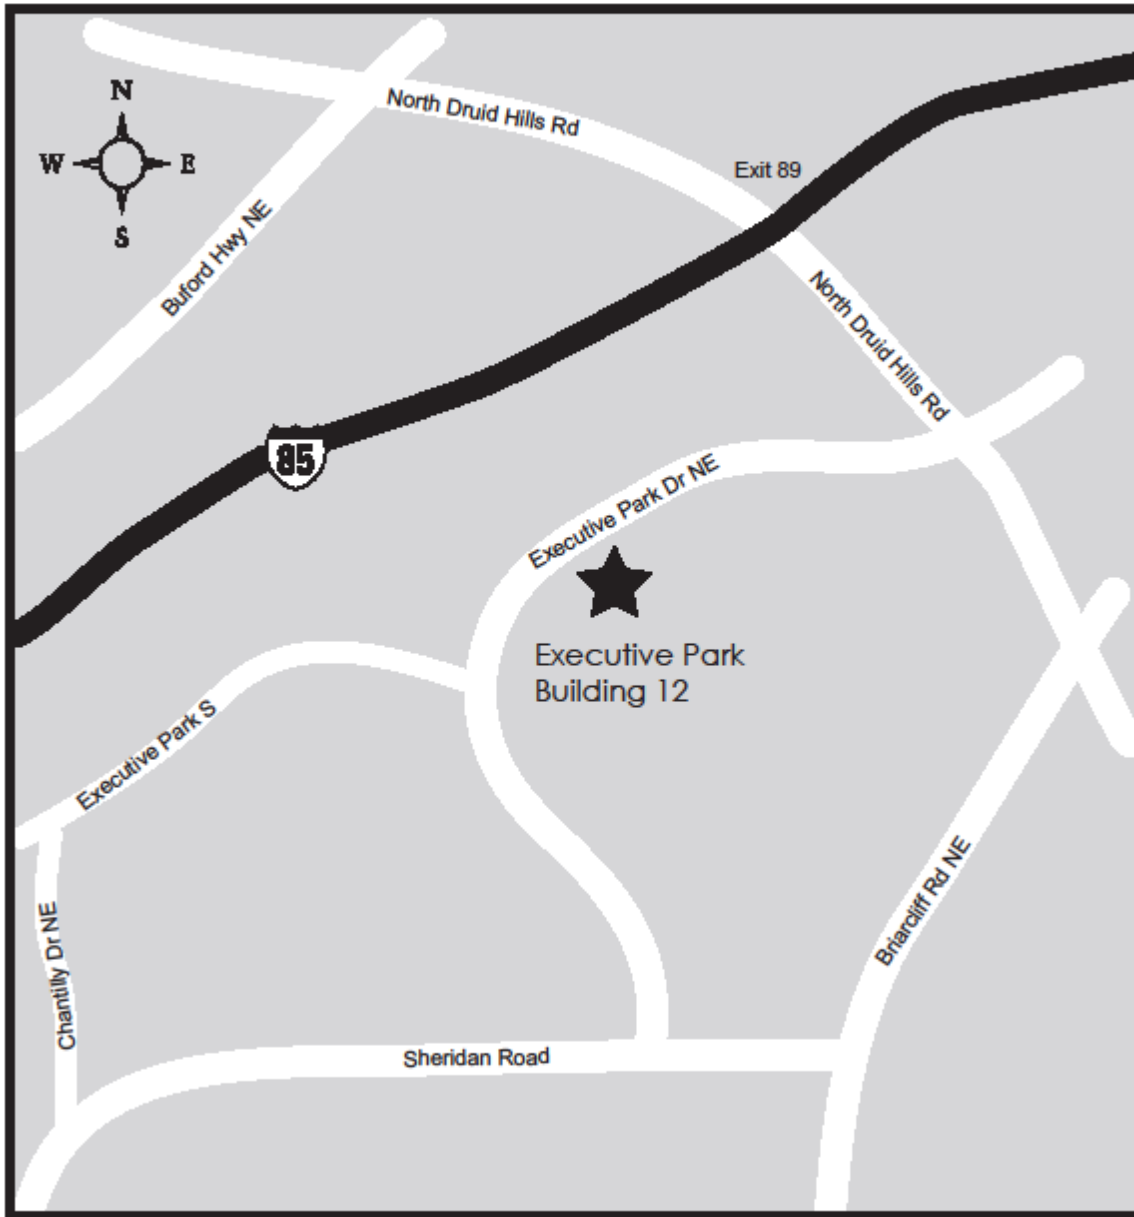 N
W E
S
North Druid Hills Rd
Exit 89
Buford Hwy NE
North Druid Hills Rd
85
Executive Park Dr NE
Executive Park
Building 12
Executive Park S
Briarcliff Rd NE
Chantilly Dr NE
Sheridan Road